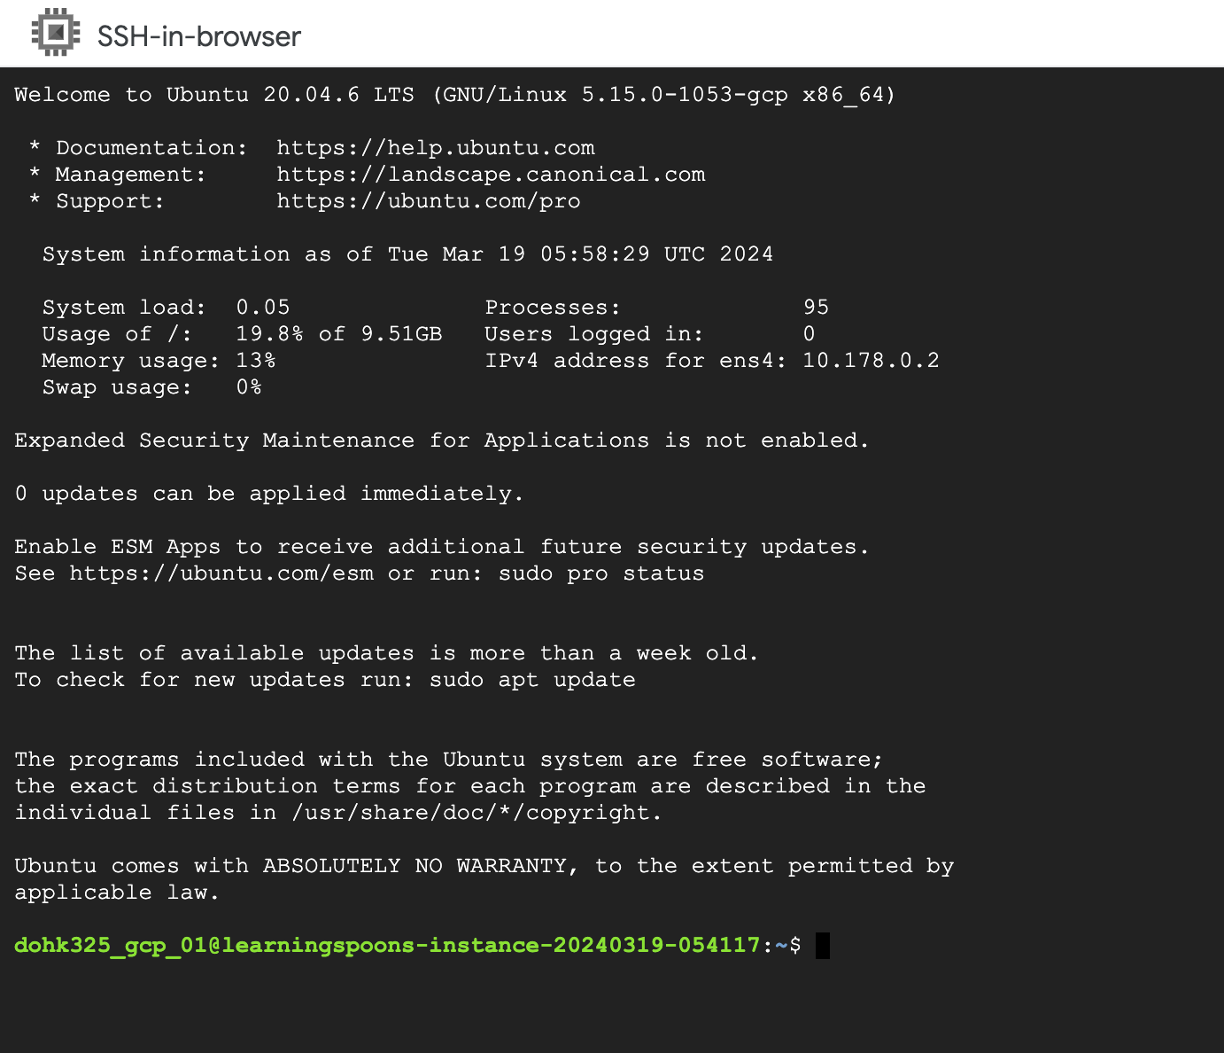 SSH-in-browser
Welcome to Ubuntu 20.04.6 LTS (GNU/Linux 5.15.0-1053-gcp x86_64)
* Documentation:  https://help.ubuntu.com
* Management:     https://landscape.canonical.com
* Support:        https://ubuntu.com/pro
System information as of Tue Mar 19 05:58:29 UTC 2024
System load:  0.05              Processes:             95
Usage of /:   19.8% of 9.51GB   Users logged in:       0
Memory usage: 13%               IPv4 address for ens4: 10.178.0.2
Swap usage:   0%
Expanded Security Maintenance for Applications is not enabled.
0 updates can be applied immediately.
Enable ESM Apps to receive additional future security updates.
See https://ubuntu.com/esm or run: sudo pro status
The list of available updates is more than a week old.
To check for new updates run: sudo apt update
The programs included with the Ubuntu system are free software;
the exact distribution terms for each program are described in the
individual files in /usr/share/doc/*/copyright.
Ubuntu comes with ABSOLUTELY NO WARRANTY, to the extent permitted by
applicable law.
dohk325_gcp_01@learningspoons-instance-20240319-054117:~$